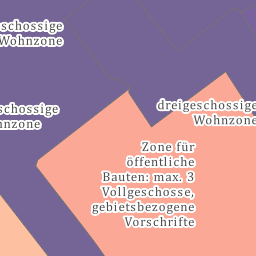 schossige
Wohnzone
schossige
nzone
dreigeschossige
Wohnzone
Zone für
öffentliche
Bauten: max. 3
Vollgeschosse,
gebietsbezogene
Vorschrifte